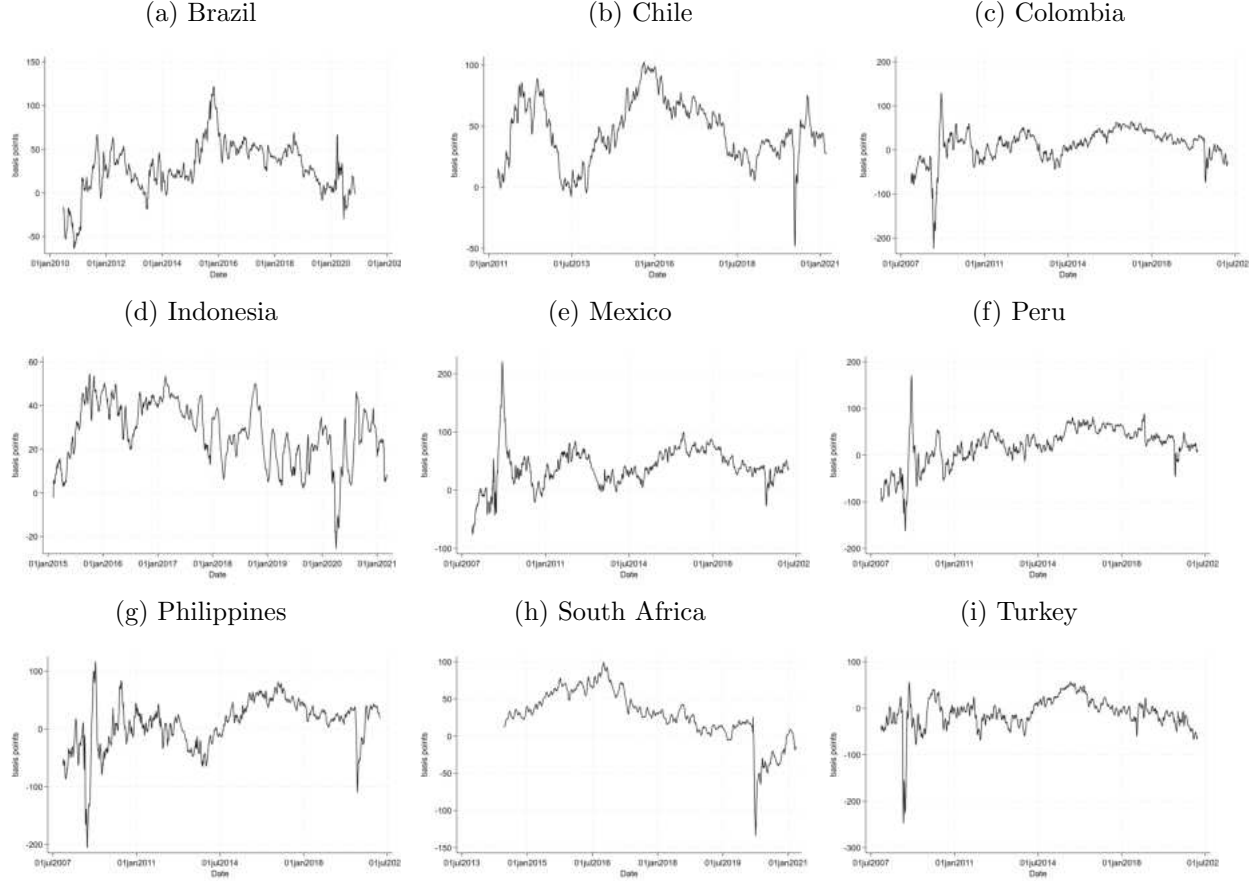 (a) Brazil
150
100
50
0
-50
basis points
01jan2010 01jan2012 01jan2014 01jan2016 01jan2018 01jan2020 01jan202
Date
(b) Chile
100
50
0
-50
basis points
01jan2011 01jul2013 01jan2016 01jul2018 01jan2021
Date
(c) Colombia
200
100
0
-100
-200
basis points
01jul2007 01jan2011 01jul2014 01jan2018 01jul202
Date
(d) Indonesia
60
40
20
0
-20
basis points
01jan2015 01jan2016 01jan2017 01jan2018 01jan2019 01jan2020 01jan2021
Date
(e) Mexico
200
100
0
-100
basis points
01jul2007 01jan2011 01jul2014 01jan2018 01jul202
Date
(f) Peru
200
100
0
-100
-200
basis points
01jul2007 01jan2011 01jul2014 01jan2018 01jul202
Date
(g) Philippines
100
0
-100
-200
basis points
01jul2007 01jan2011 01jul2014 01jan2018 01jul202
Date
(h) South Africa
100
50
0
-50
-100
-150
basis points
01jul2013 01jan2015 01jul2016 01jan2018 01jul2019 01jan2021
Date
(i) Turkey
100
0
-100
-200
-300
basis points
01jul2007 01jan2011 01jul2014 01jan2018 01jul202
Date